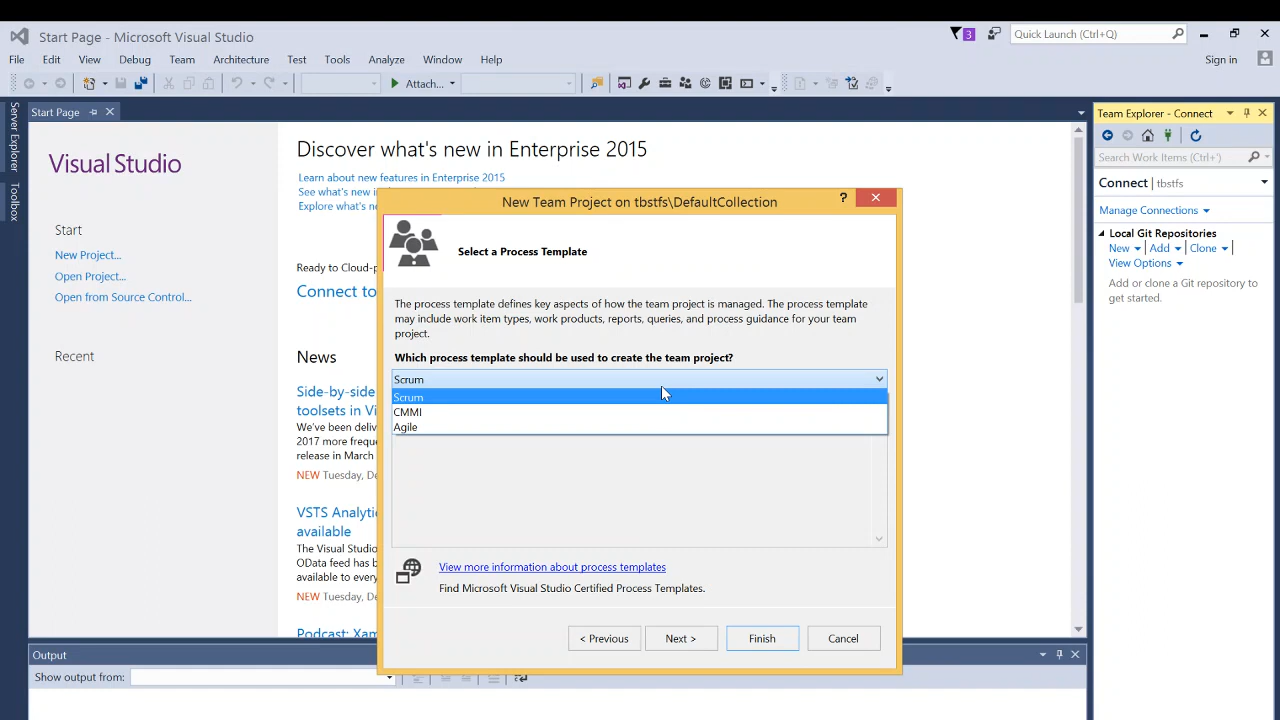 Start Page - Microsoft Visual Studio
3
Quick Launch (Ctrl+Q)
File Edit View Debug Team Architecture Test Tools Analyze Window Help
Sign in
Attach...
Server Explorer
Toolbox
Start Page
Visual Studio
Start
New Project...
Open Project...
Open from Source Control...
Recent
Discover what's new in Enterprise 2015
Learn about new features in Enterprise 2015
See what's new in
Explore what's new
Ready to Cloud-p
Connect to
News
Side-by-side
toolsets in Vi
We've been deliv
2017 more freque
release in March
NEW Tuesday, De
VSTS Analytic
available
The Visual Studio
OData feed has b
available to every
NEW Tuesday, De
Podcast: Xam
New Team Project on tbstfs\DefaultCollection
?
Select a Process Template
The process template defines key aspects of how the team project is managed. The process template
may include work item types, work products, reports, queries, and process guidance for your team
project.
Which process template should be used to create the team project?
Scrum
Scrum
CMMI
Agile
View more information about process templates
Find Microsoft Visual Studio Certified Process Templates.
< Previous
Next >
Finish
Cancel
Team Explorer - Connect
Search Work Items (Ctrl+')
Connect | tbstfs
Manage Connections
Local Git Repositories
New Add Clone
View Options
Add or clone a Git repository to
get started.
Output
Show output from: